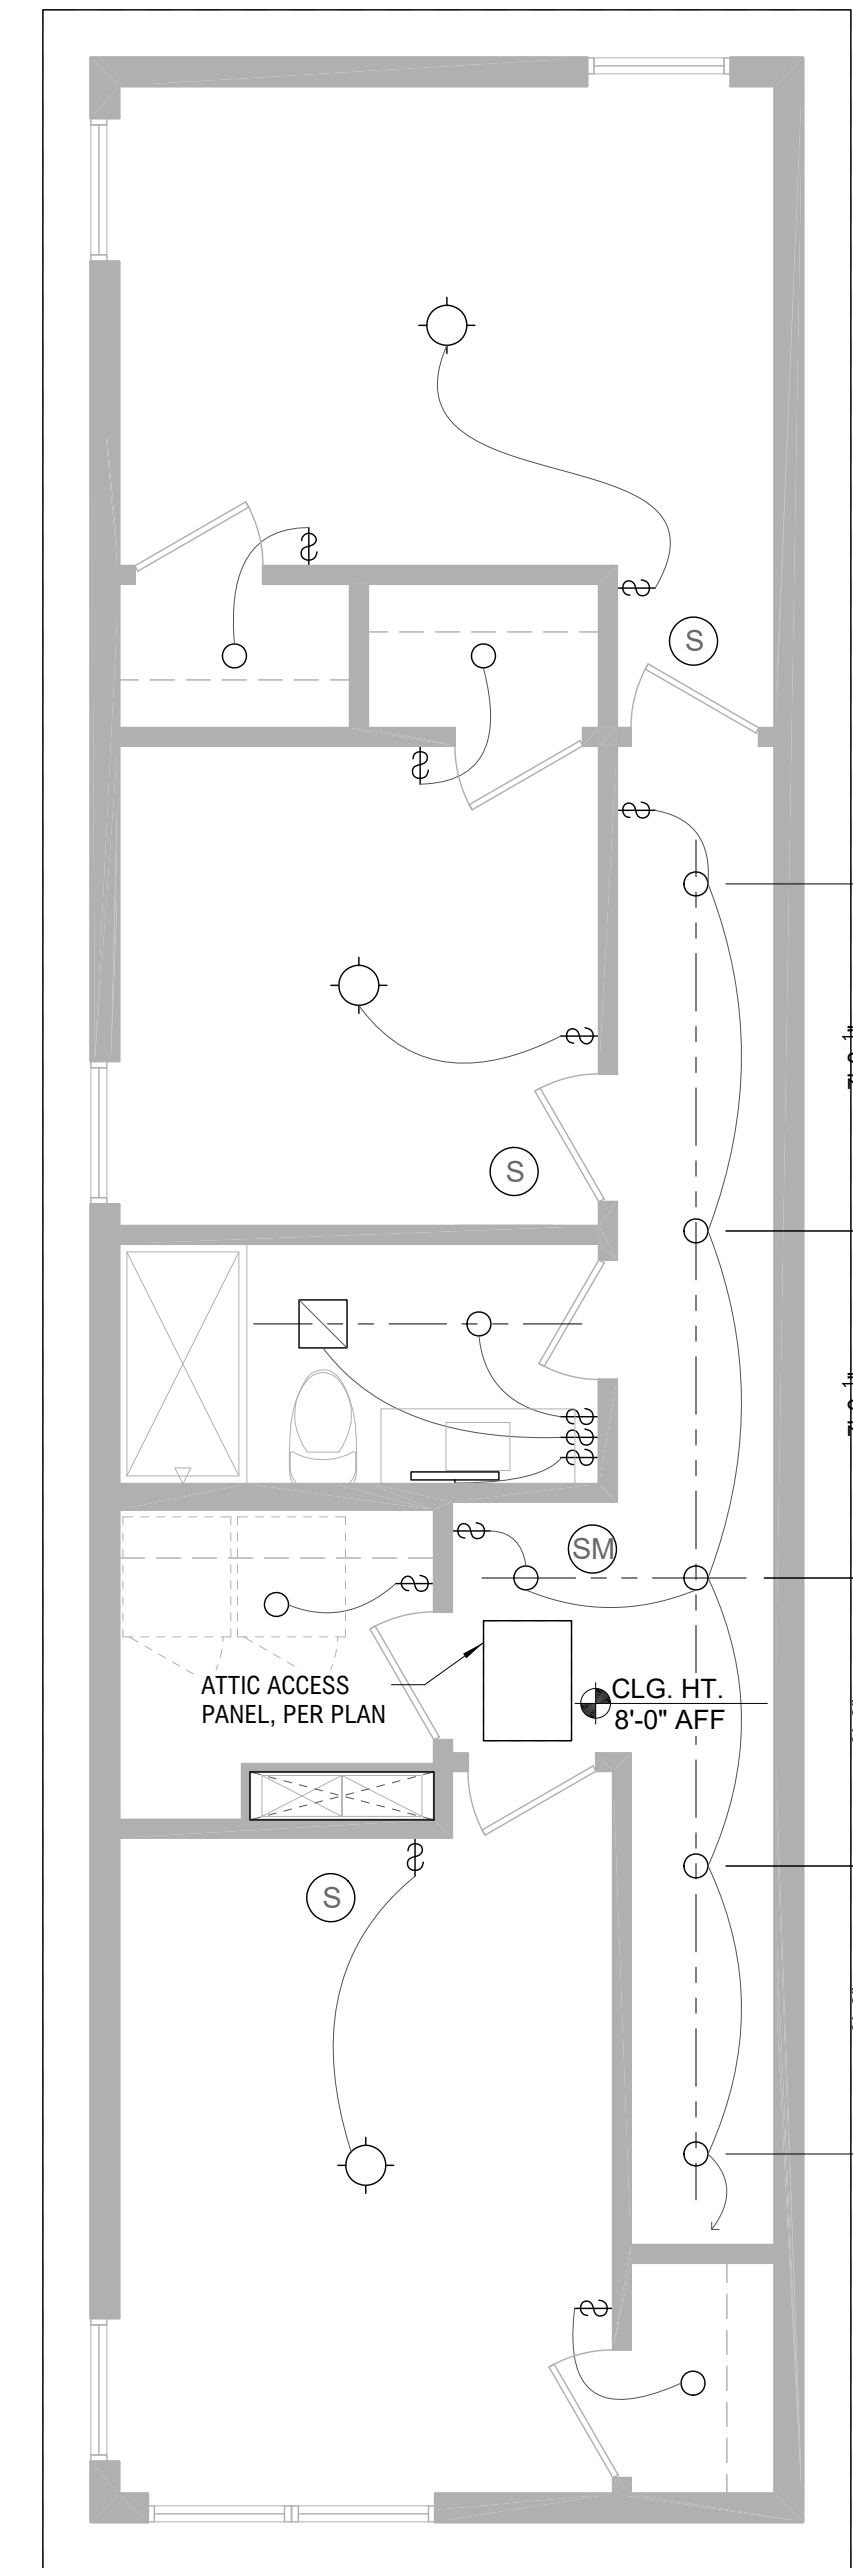 S
S
SM
ATTIC ACCESS
PANEL, PER PLAN
CLG. HT.
8'-0" AFF
S